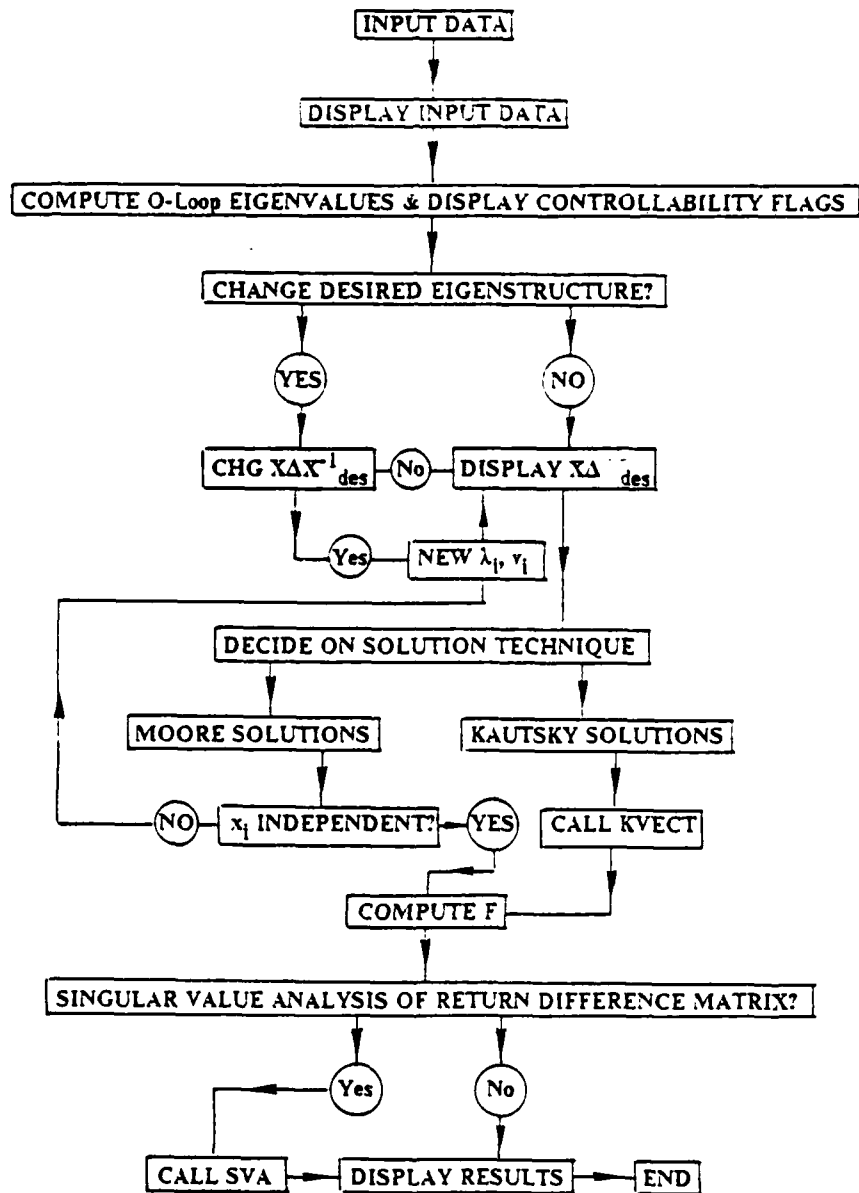 INPUT DATA
DISPLAY INPUT DATA
COMPUTE O-Loop EIGENVALUES & DISPLAY CONTROLLABILITY FLAGS
CHANGE DESIRED EIGENSTRUCTURE?
YES
NO
CHG XΔX⁻¹des
No
DISPLAY XΔ des
Yes
NEW λi, vi
DECIDE ON SOLUTION TECHNIQUE
MOORE SOLUTIONS
KAUTSKY SOLUTIONS
NO
xi INDEPENDENT?
YES
CALL KVECT
COMPUTE F
SINGULAR VALUE ANALYSIS OF RETURN DIFFERENCE MATRIX?
Yes
No
CALL SVA
DISPLAY RESULTS
END